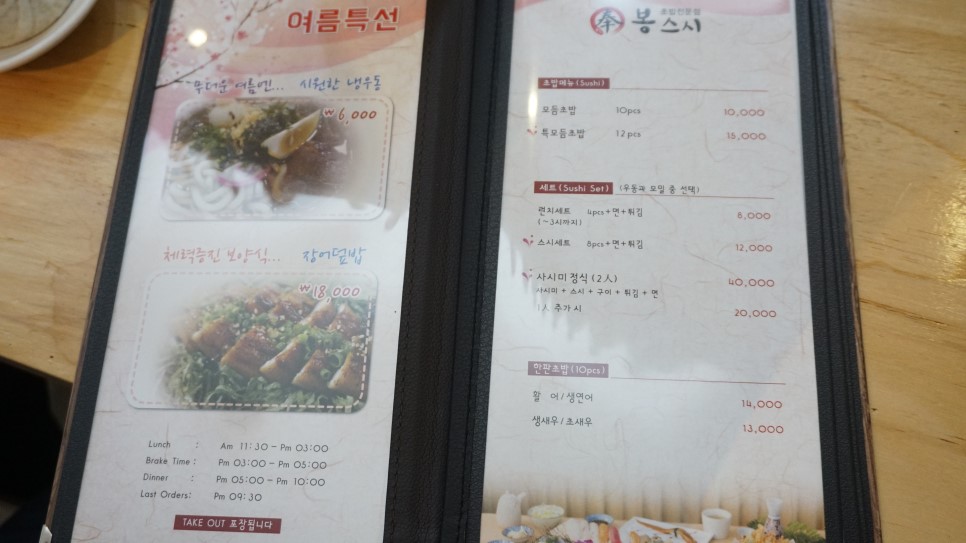 여름특선
무더운 여름엔... 시원한 냉우동
₩6,000
체력증진 보양식... 장어덮밥
₩18,000
Lunch : Am 11:30 - Pm 03:00
Brake Time : Pm 03:00 - Pm 05:00
Dinner : Pm 05:00 - Pm 10:00
Last Orders: Pm 09:30
TAKE OUT 포장됩니다
초밥전문점
봉스시
초밥메뉴(Sushi)
모듬초밥 10pcs 10,000
특모듬초밥 12pcs 15,000
세트(Sushi Set) (우동과 모밀 중 선택)
런치세트 4pcs+면+튀김 8,000
(~3시까지)
스시세트 8pcs+면+튀김 12,000
사시미정식(2人) 40,000
사시미 + 스시 + 구이 + 튀김 + 면
1人 추가 시 20,000
한판초밥(10pcs)
활어/생연어 14,000
생새우/초새우 13,000